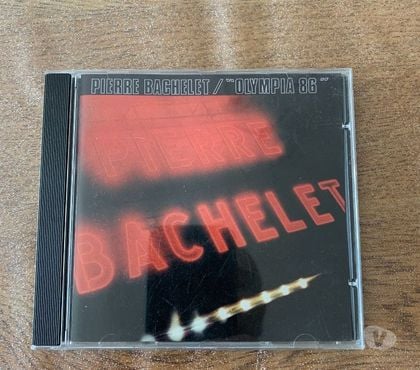 PIERRE BACHELET / "OLYMPIA 86"
PIERRE
BACHELET